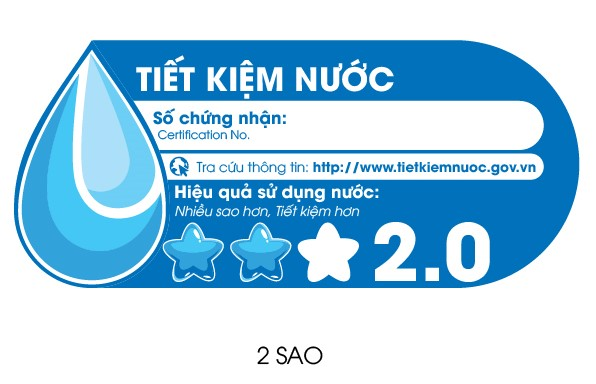 TIẾT KIỆM NƯỚC
Số chứng nhận:
Certification No.
Tra cứu thông tin: http://www.tietkiemnuoc.gov.vn
Hiệu quả sử dụng nước:
Nhiều sao hơn, Tiết kiệm hơn
2.0
2 SAO